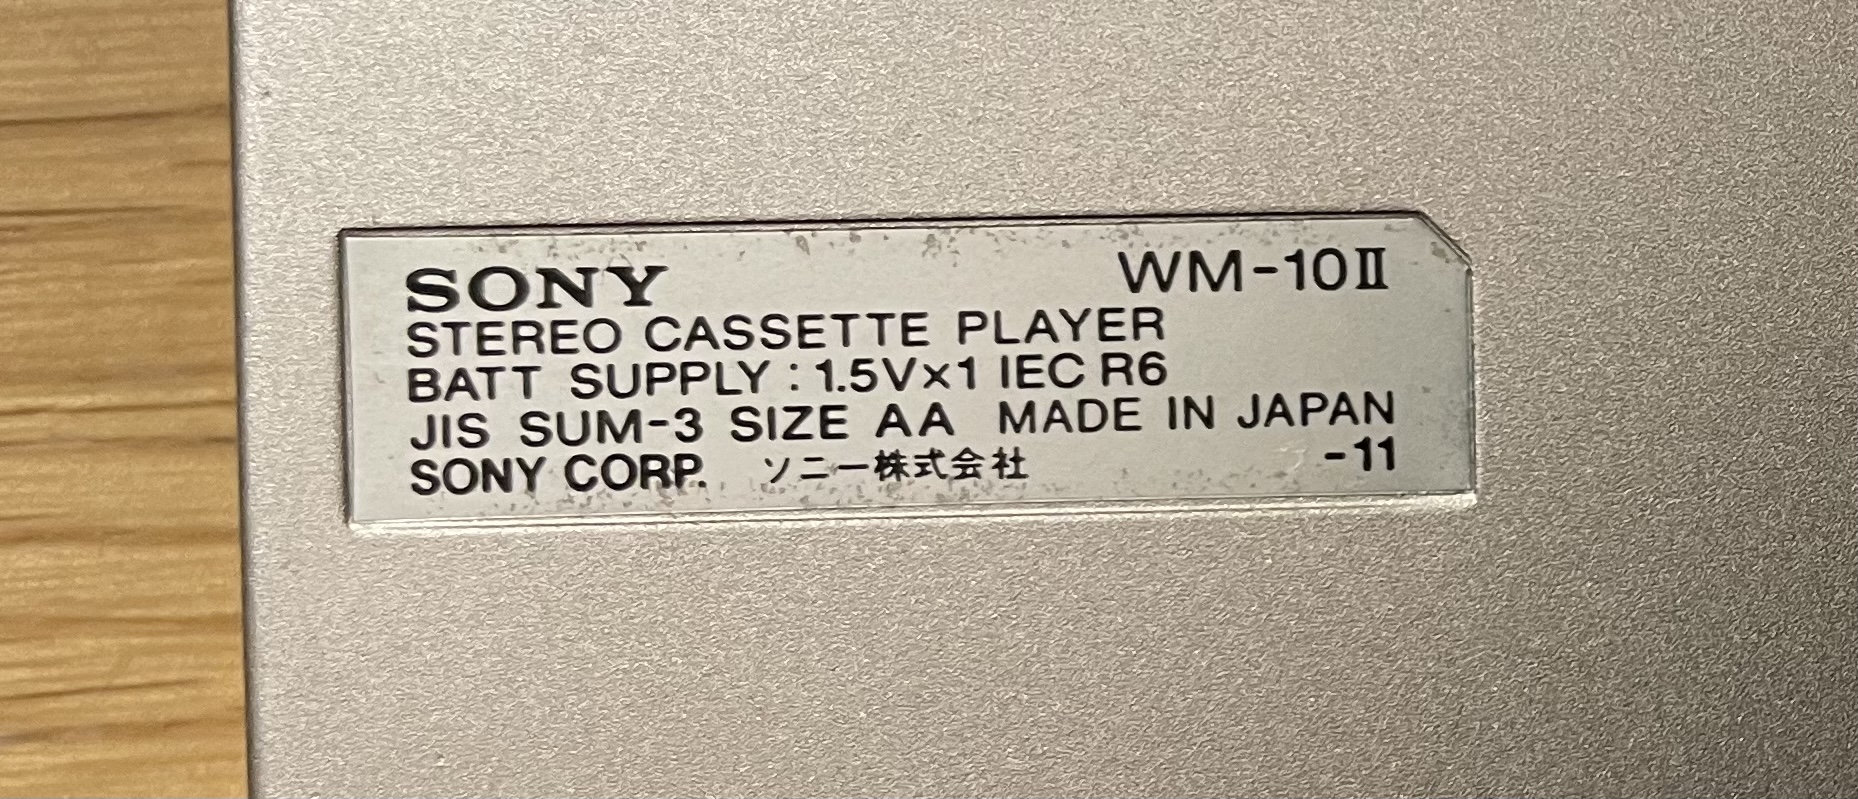 SONY WM-10Ⅱ
STEREO CASSETTE PLAYER
BATT SUPPLY : 1.5V×1 IEC R6
JIS SUM-3 SIZE AA MADE IN JAPAN
SONY CORP. ソニー株式会社 -11